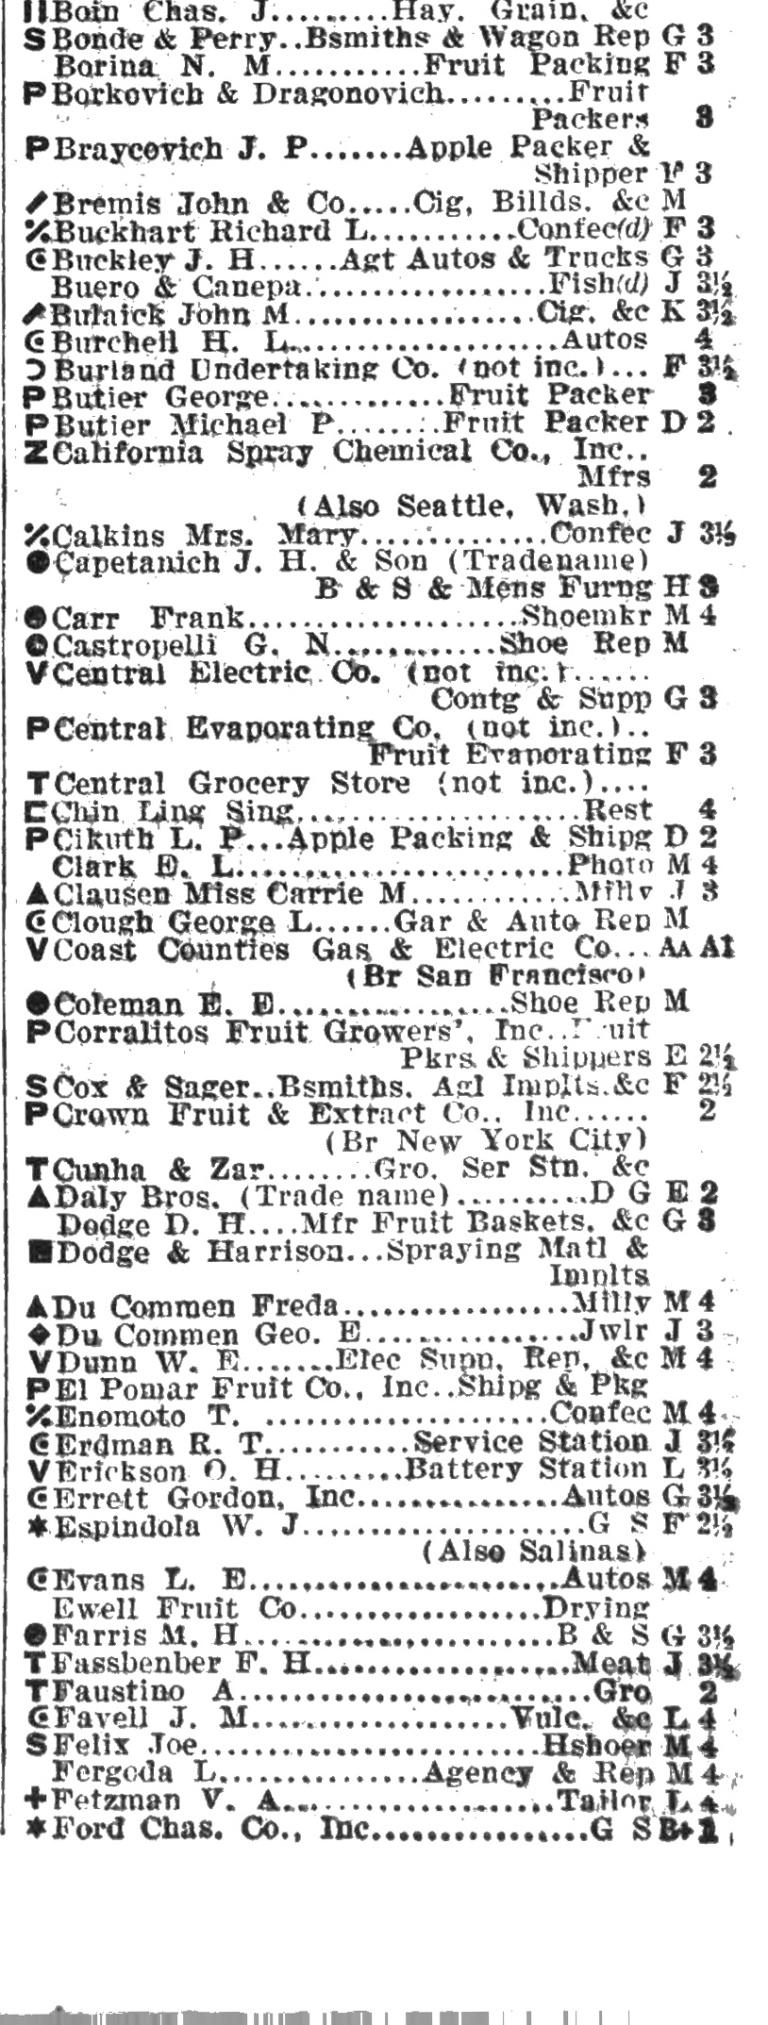 Boin Chas. J..........Hay. Grain. &c
S Bonde & Perry..Bsmiths & Wagon Rep G 3
Borina N. M...........Fruit Packing F 3
P Borkovich & Dragonovich.........Fruit
Packers 3
P Braycovich J. P.......Apple Packer &
Shipper F 3
Bremis John & Co.....Cig, Billds. &c M
⁒ Buckhart Richard L...........Confec(d) F 3
Buckley J. H......Agt Autos & Trucks G 3
Buero & Canepa..................Fish(d) J 3½
Bulaick John M.................Cig. &c K 3½
Burchell H. L....................Autos 4
Burland Undertaking Co. (not inc.)... F 3½
P Butier George.............Fruit Packer 3
P Butier Michael P........Fruit Packer D 2
Z California Spray Chemical Co., Inc..
Mfrs 2
(Also Seattle, Wash.)
⁒ Calkins Mrs. Mary...............Confec J 3½
● Capetanich J. H. & Son (Tradename)
B & S & Mens Furng H 3
● Carr Frank......................Shoemkr M 4
● Castropelli G. N.............Shoe Rep M
V Central Electric Co. (not inc.)......
Contg & Supp G 3
P Central Evaporating Co. (not inc.)..
Fruit Evaporating F 3
T Central Grocery Store (not inc.)....
Chin Ling Sing......................Rest 4
P Cikuth L. P...Apple Packing & Shipg D 2
Clark E. L.........................Photo M 4
▲ Clausen Miss Carrie M............Milly J 3
Clough George L......Gar & Auto Rep M
V Coast Counties Gas & Electric Co... AA A1
(Br San Francisco)
● Coleman E. E...................Shoe Rep M
P Corralitos Fruit Growers', Inc..Fruit
Pkrs & Shippers E 2½
S Cox & Sager..Bsmiths. Agl Implts.&c F 2½
P Crown Fruit & Extract Co., Inc...... 2
(Br New York City)
T Cunha & Zar........Gro. Ser Stn. &c
▲ Daly Bros. (Trade name)..........D G E 2
Dodge D. H....Mfr Fruit Baskets. &c G 3
■ Dodge & Harrison...Spraying Matl &
Implts
▲ Du Commen Freda..................Milly M 4
◆ Du Commen Geo. E.................Jwlr J 3
V Dunn W. E.......Elec Supp, Rep, &c M 4
P El Pomar Fruit Co., Inc..Shipg & Pkg
⁒ Enomoto T. ......................Confec M 4
Erdman R. T...........Service Station J 3½
V Erickson O. H.........Battery Station L 3½
Errett Gordon, Inc................Autos G 3½
* Espindola W. J.......................G S F 2½
(Also Salinas)
Evans L. E.........................Autos M 4
Ewell Fruit Co...................Drying
● Farris M. H.........................B & S G 3½
T Fassbenber F. H....................Meat J 3½
T Faustino A............................Gro 2
Favell J. M....................Vulc. &c L 4
S Felix Joe...........................Hshoer M 4
Fergoda L................Agency & Rep M 4
+ Fetzman V. A......................Tailor L 4
* Ford Chas. Co., Inc.................G S B+ 1